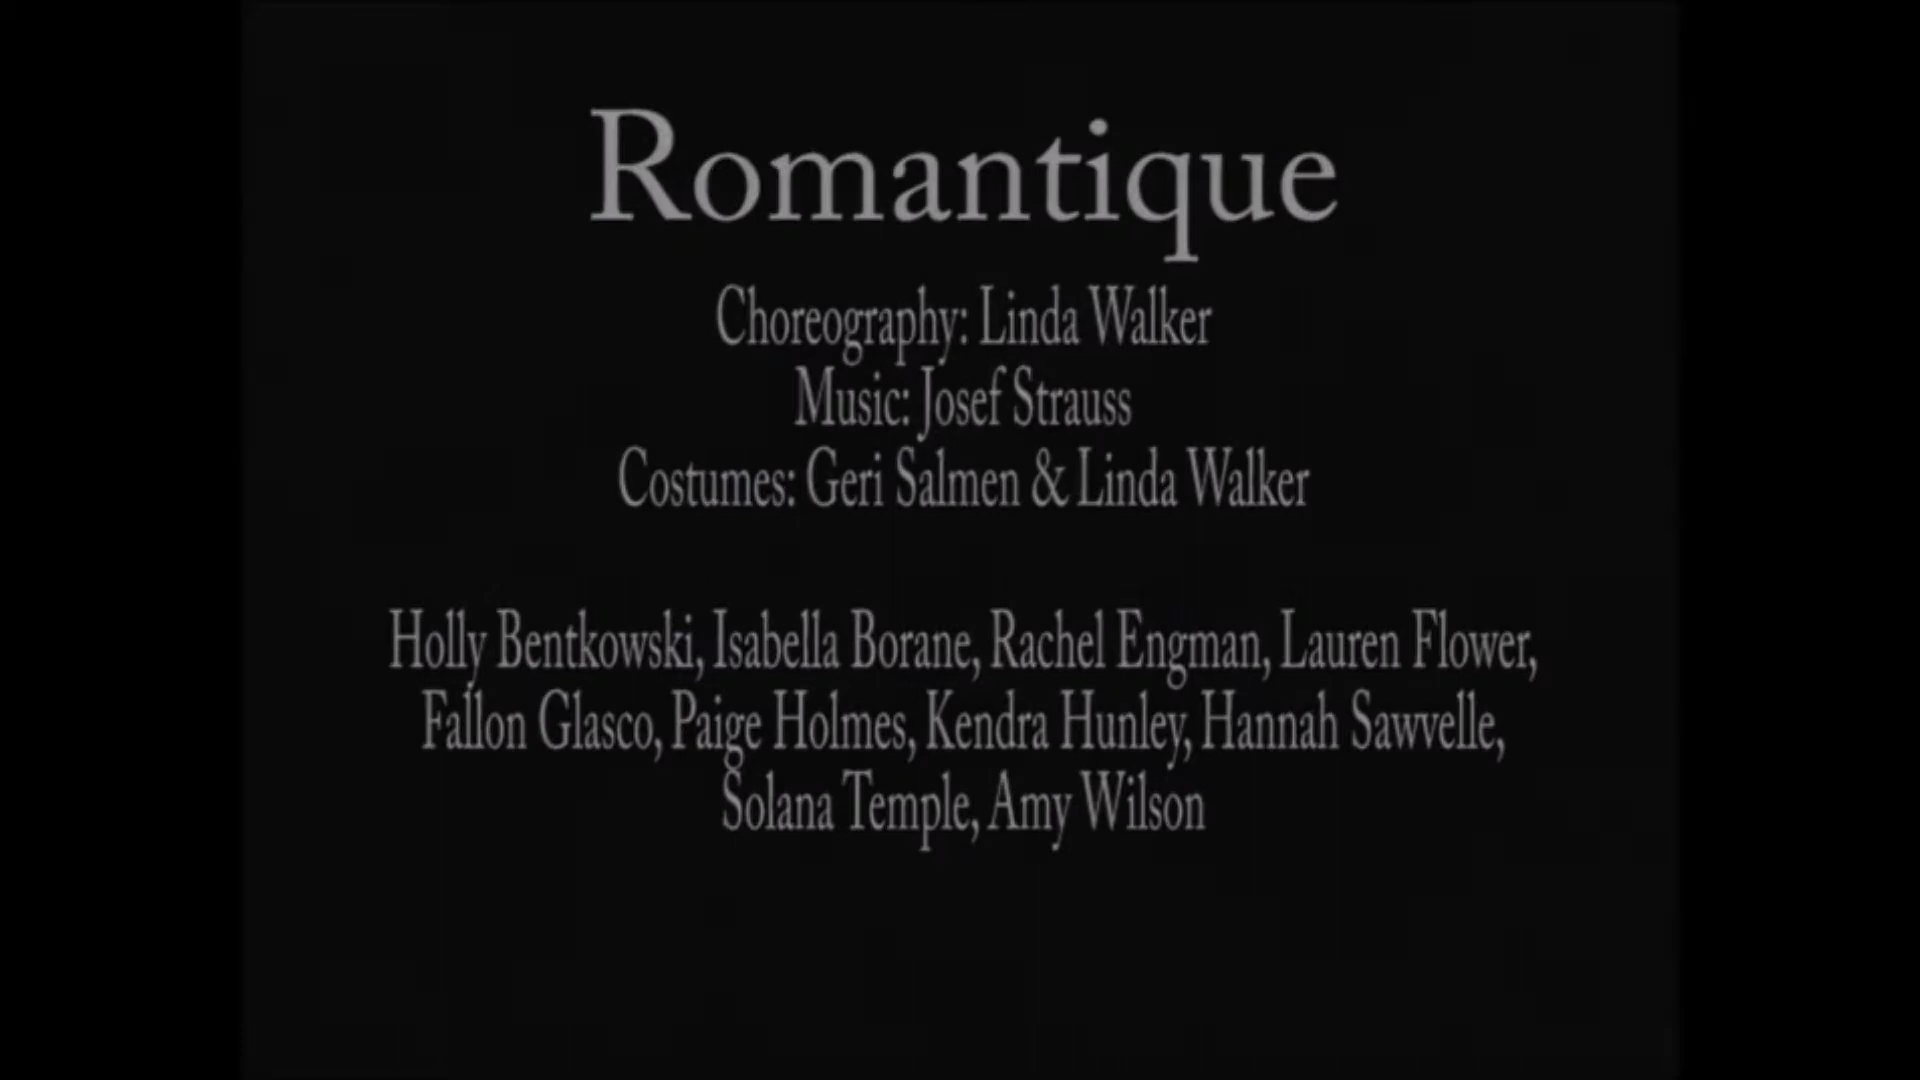 Romantique
Choreography: Linda Walker
Music: Josef Strauss
Costumes: Geri Salmen & Linda Walker
Holly Bentkowski, Isabella Borane, Rachel Engman, Lauren Flower,
Fallon Glasco, Paige Holmes, Kendra Hunley, Hannah Sawvelle,
Solana Temple, Amy Wilson